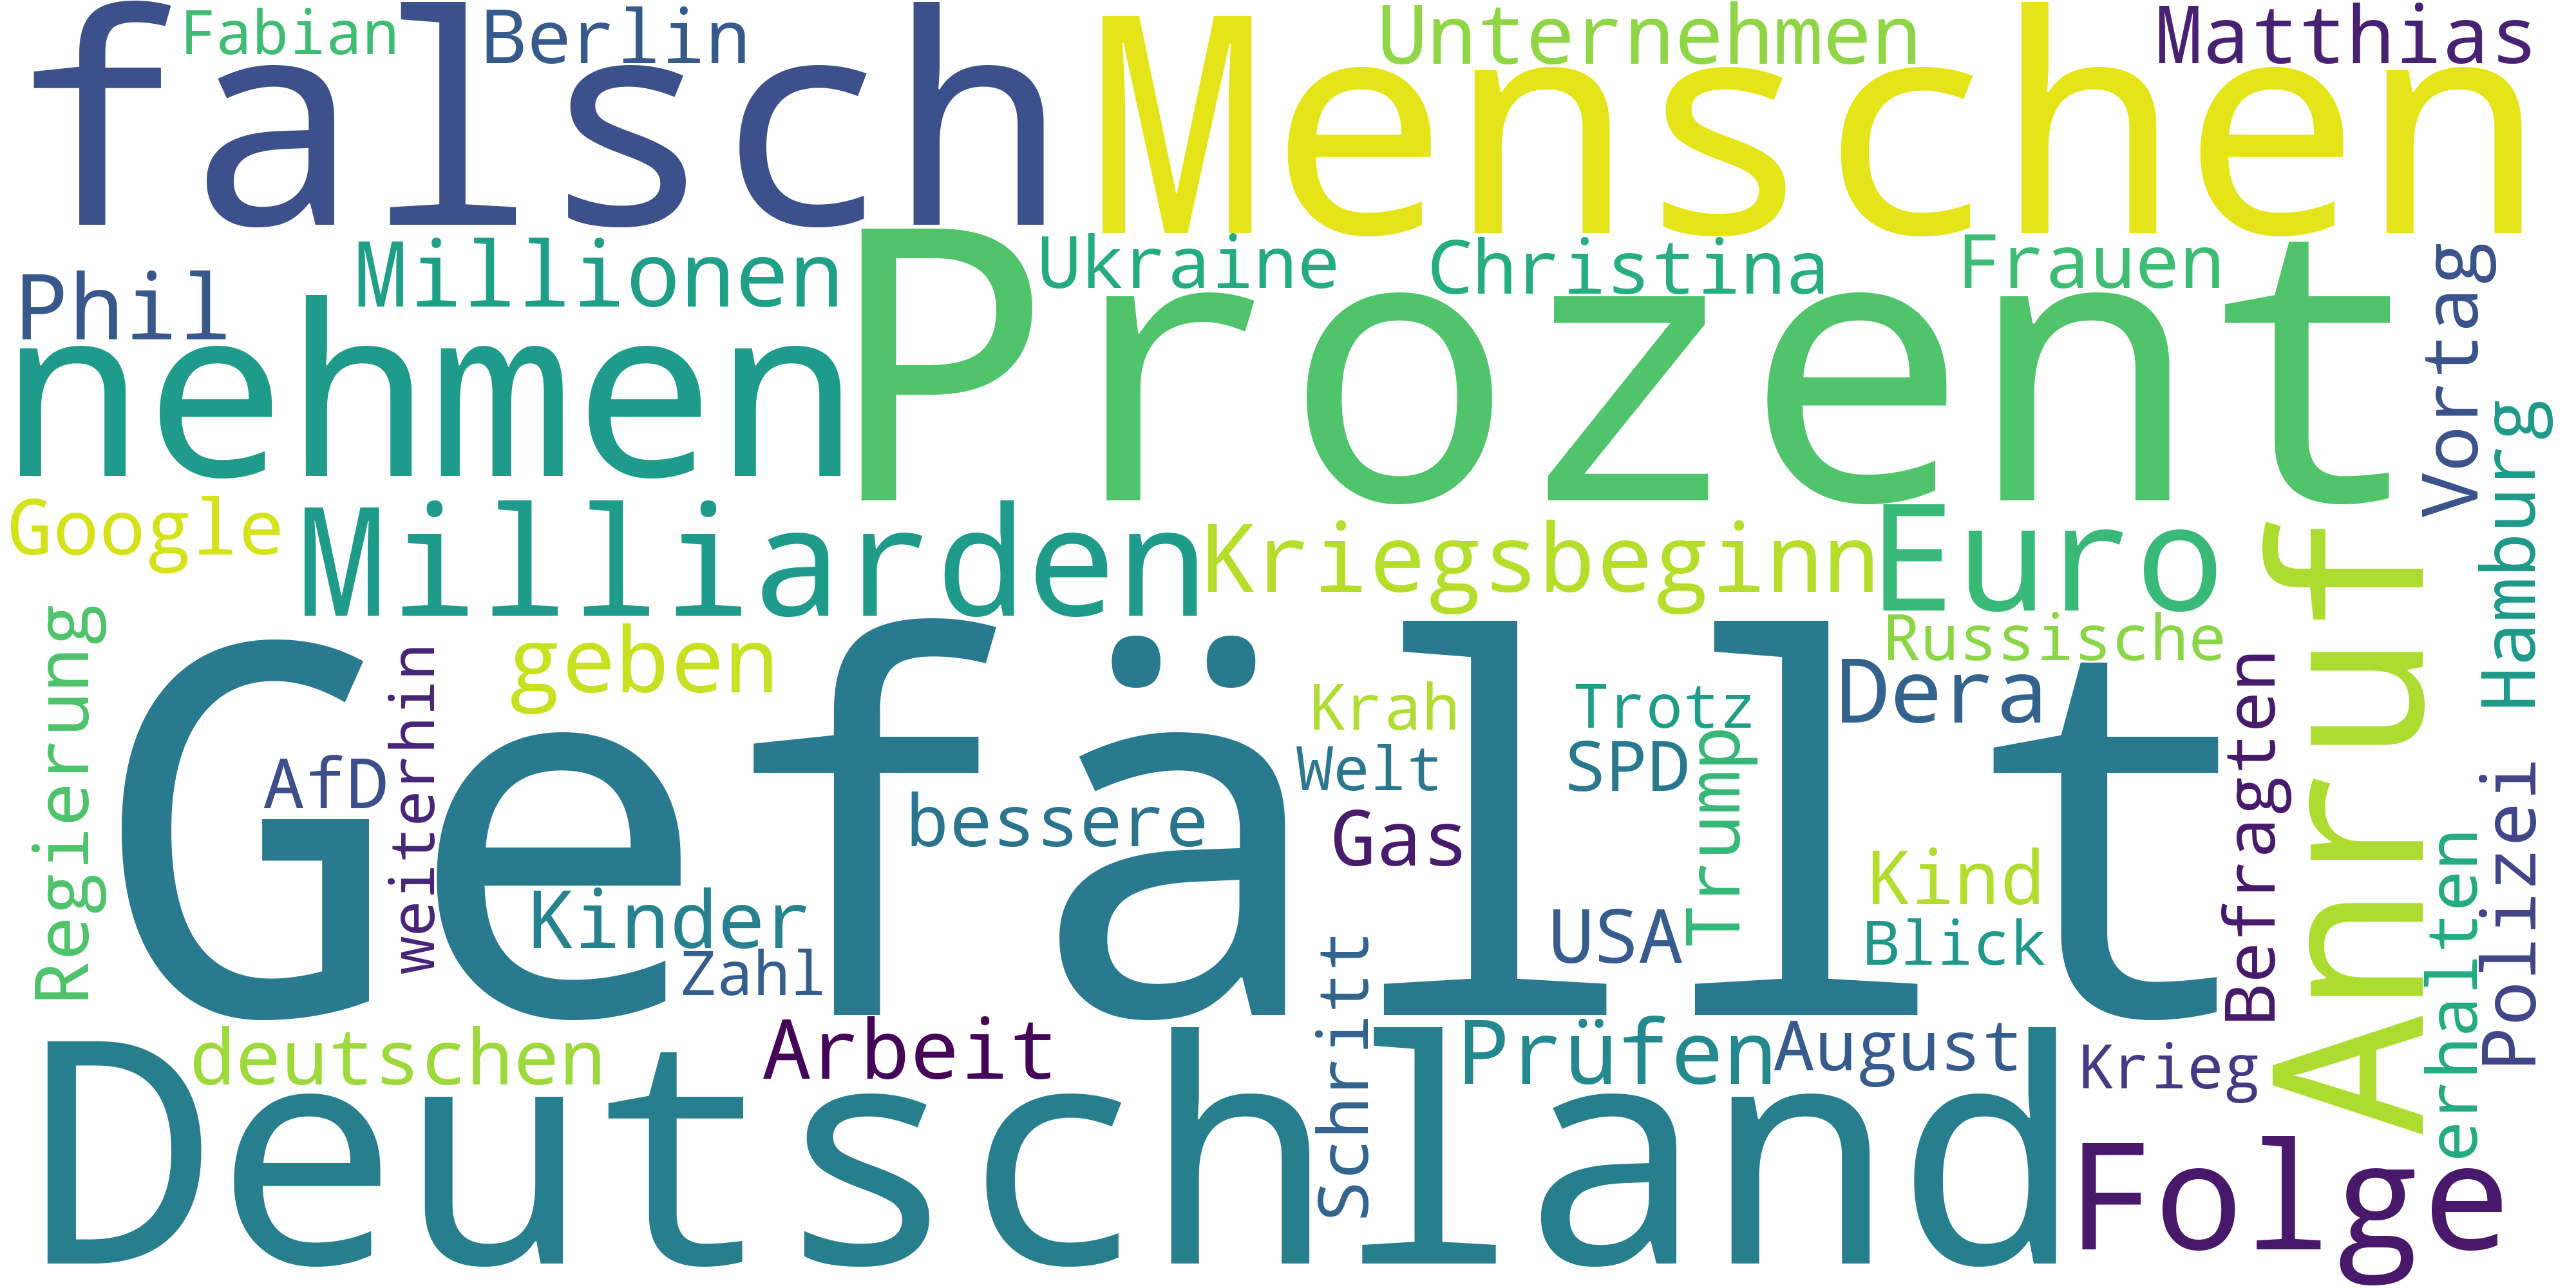 Fabian
Berlin
Unternehmen
Matthias
falsch
Menschen
Phil
Millionen
Ukraine
Christina
Frauen
Vortag
nehmen
Prozent
Google
Milliarden
Kriegsbeginn
Euro
Hamburg
Regierung
weiterhin
geben
Russische
Anruf
Gefällt
AfD
Krah
Trotz
Dera
Befragten
Welt
SPD
Trump
bessere
Gas
Kind
Polizei
Kinder
USA
Blick
erhalten
Zahl
deutschen
Arbeit
Schritt
Prüfen
August
Krieg
Deutschland
Folge